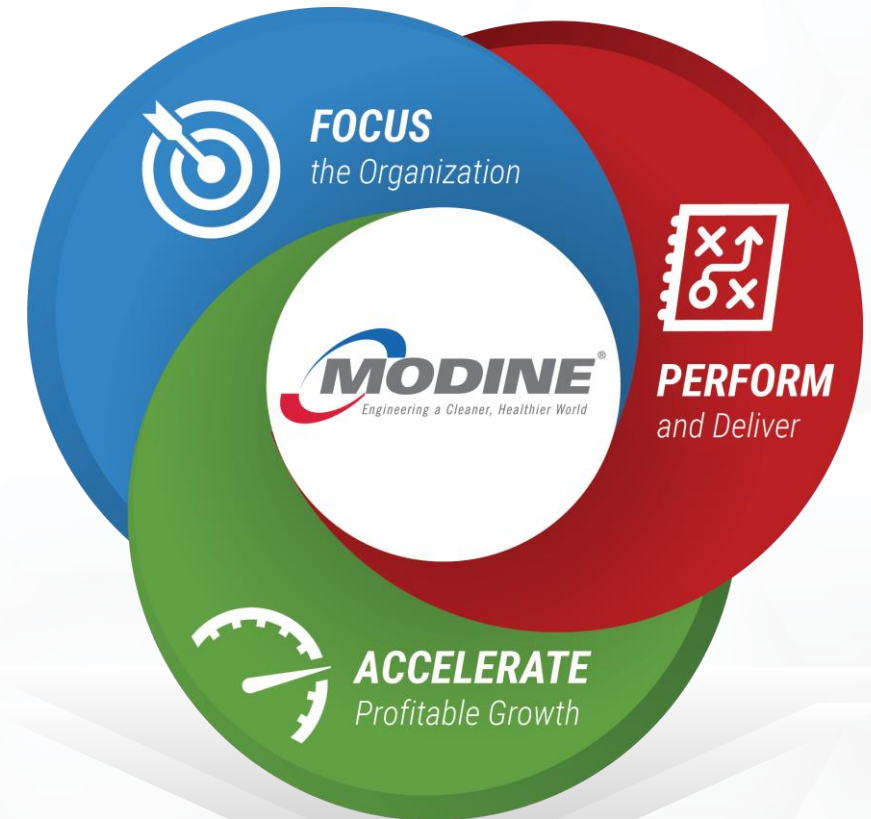 FOCUS
the Organization
PERFORM
and Deliver
MODINE®
Engineering a Cleaner, Healthier World
ACCELERATE
Profitable Growth